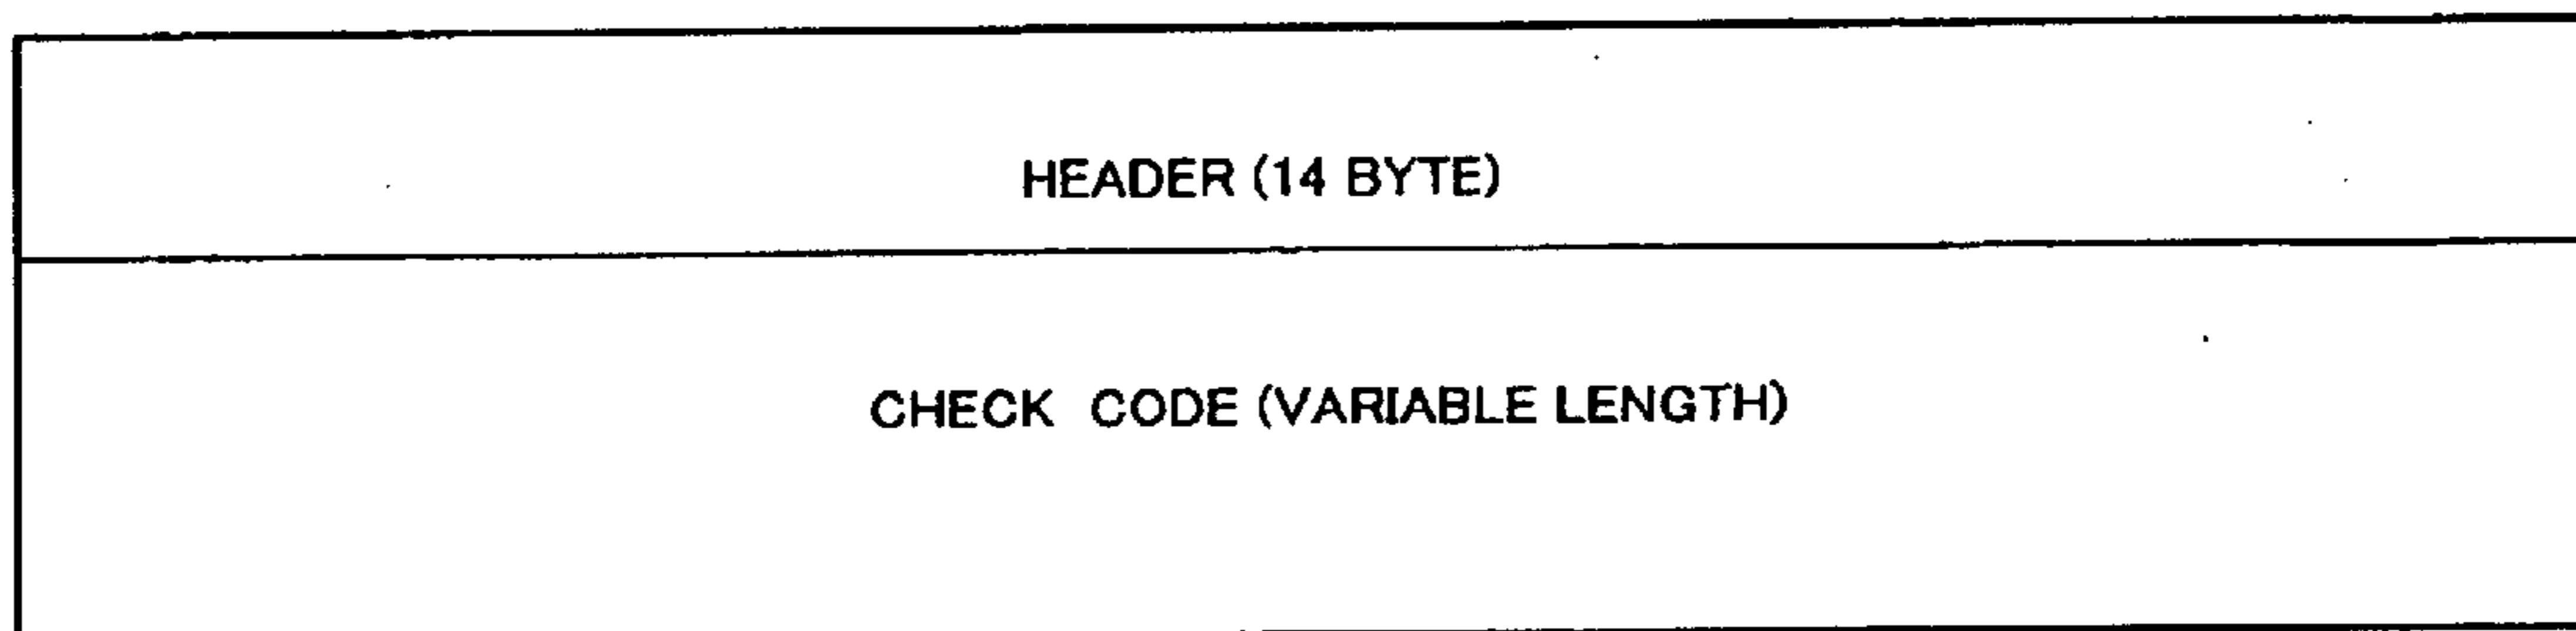 HEADER (14 BYTE)
CHECK CODE (VARIABLE LENGTH)